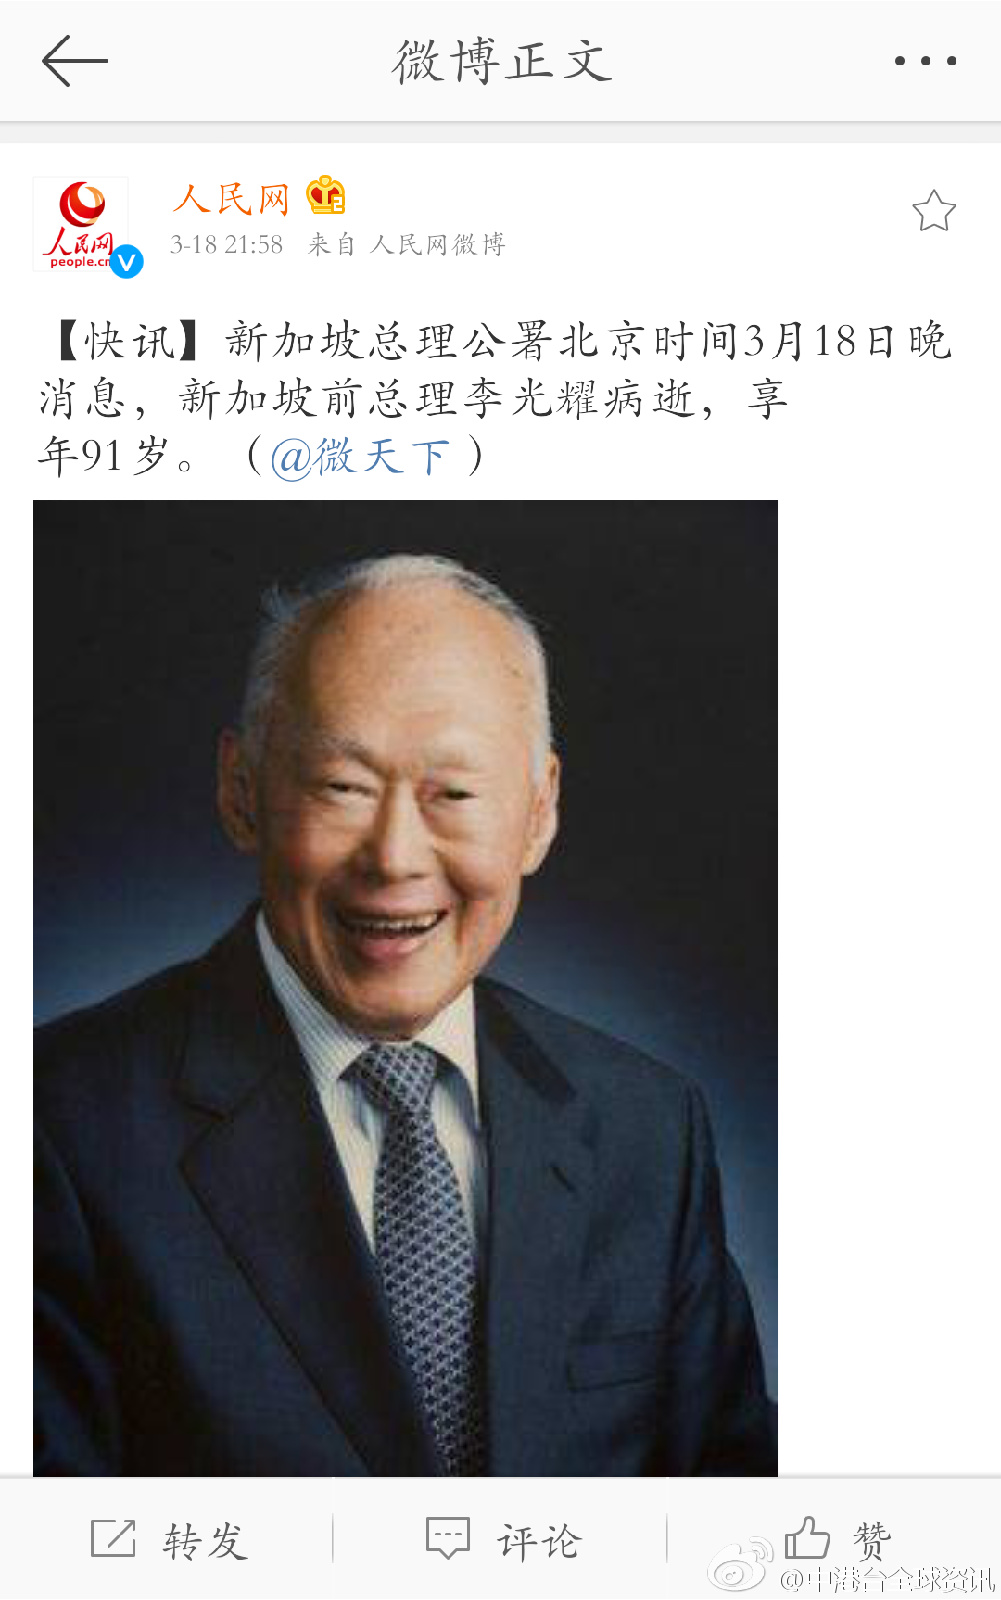 微博正文
人民网
3-18 21:58 来自 人民网微博
人民网
people.cn
【快讯】新加坡总理公署北京时间3月18日晚
消息，新加坡前总理李光耀病逝，享
年91岁。（@微天下）
转发 评论 赞
@中港台全球资讯